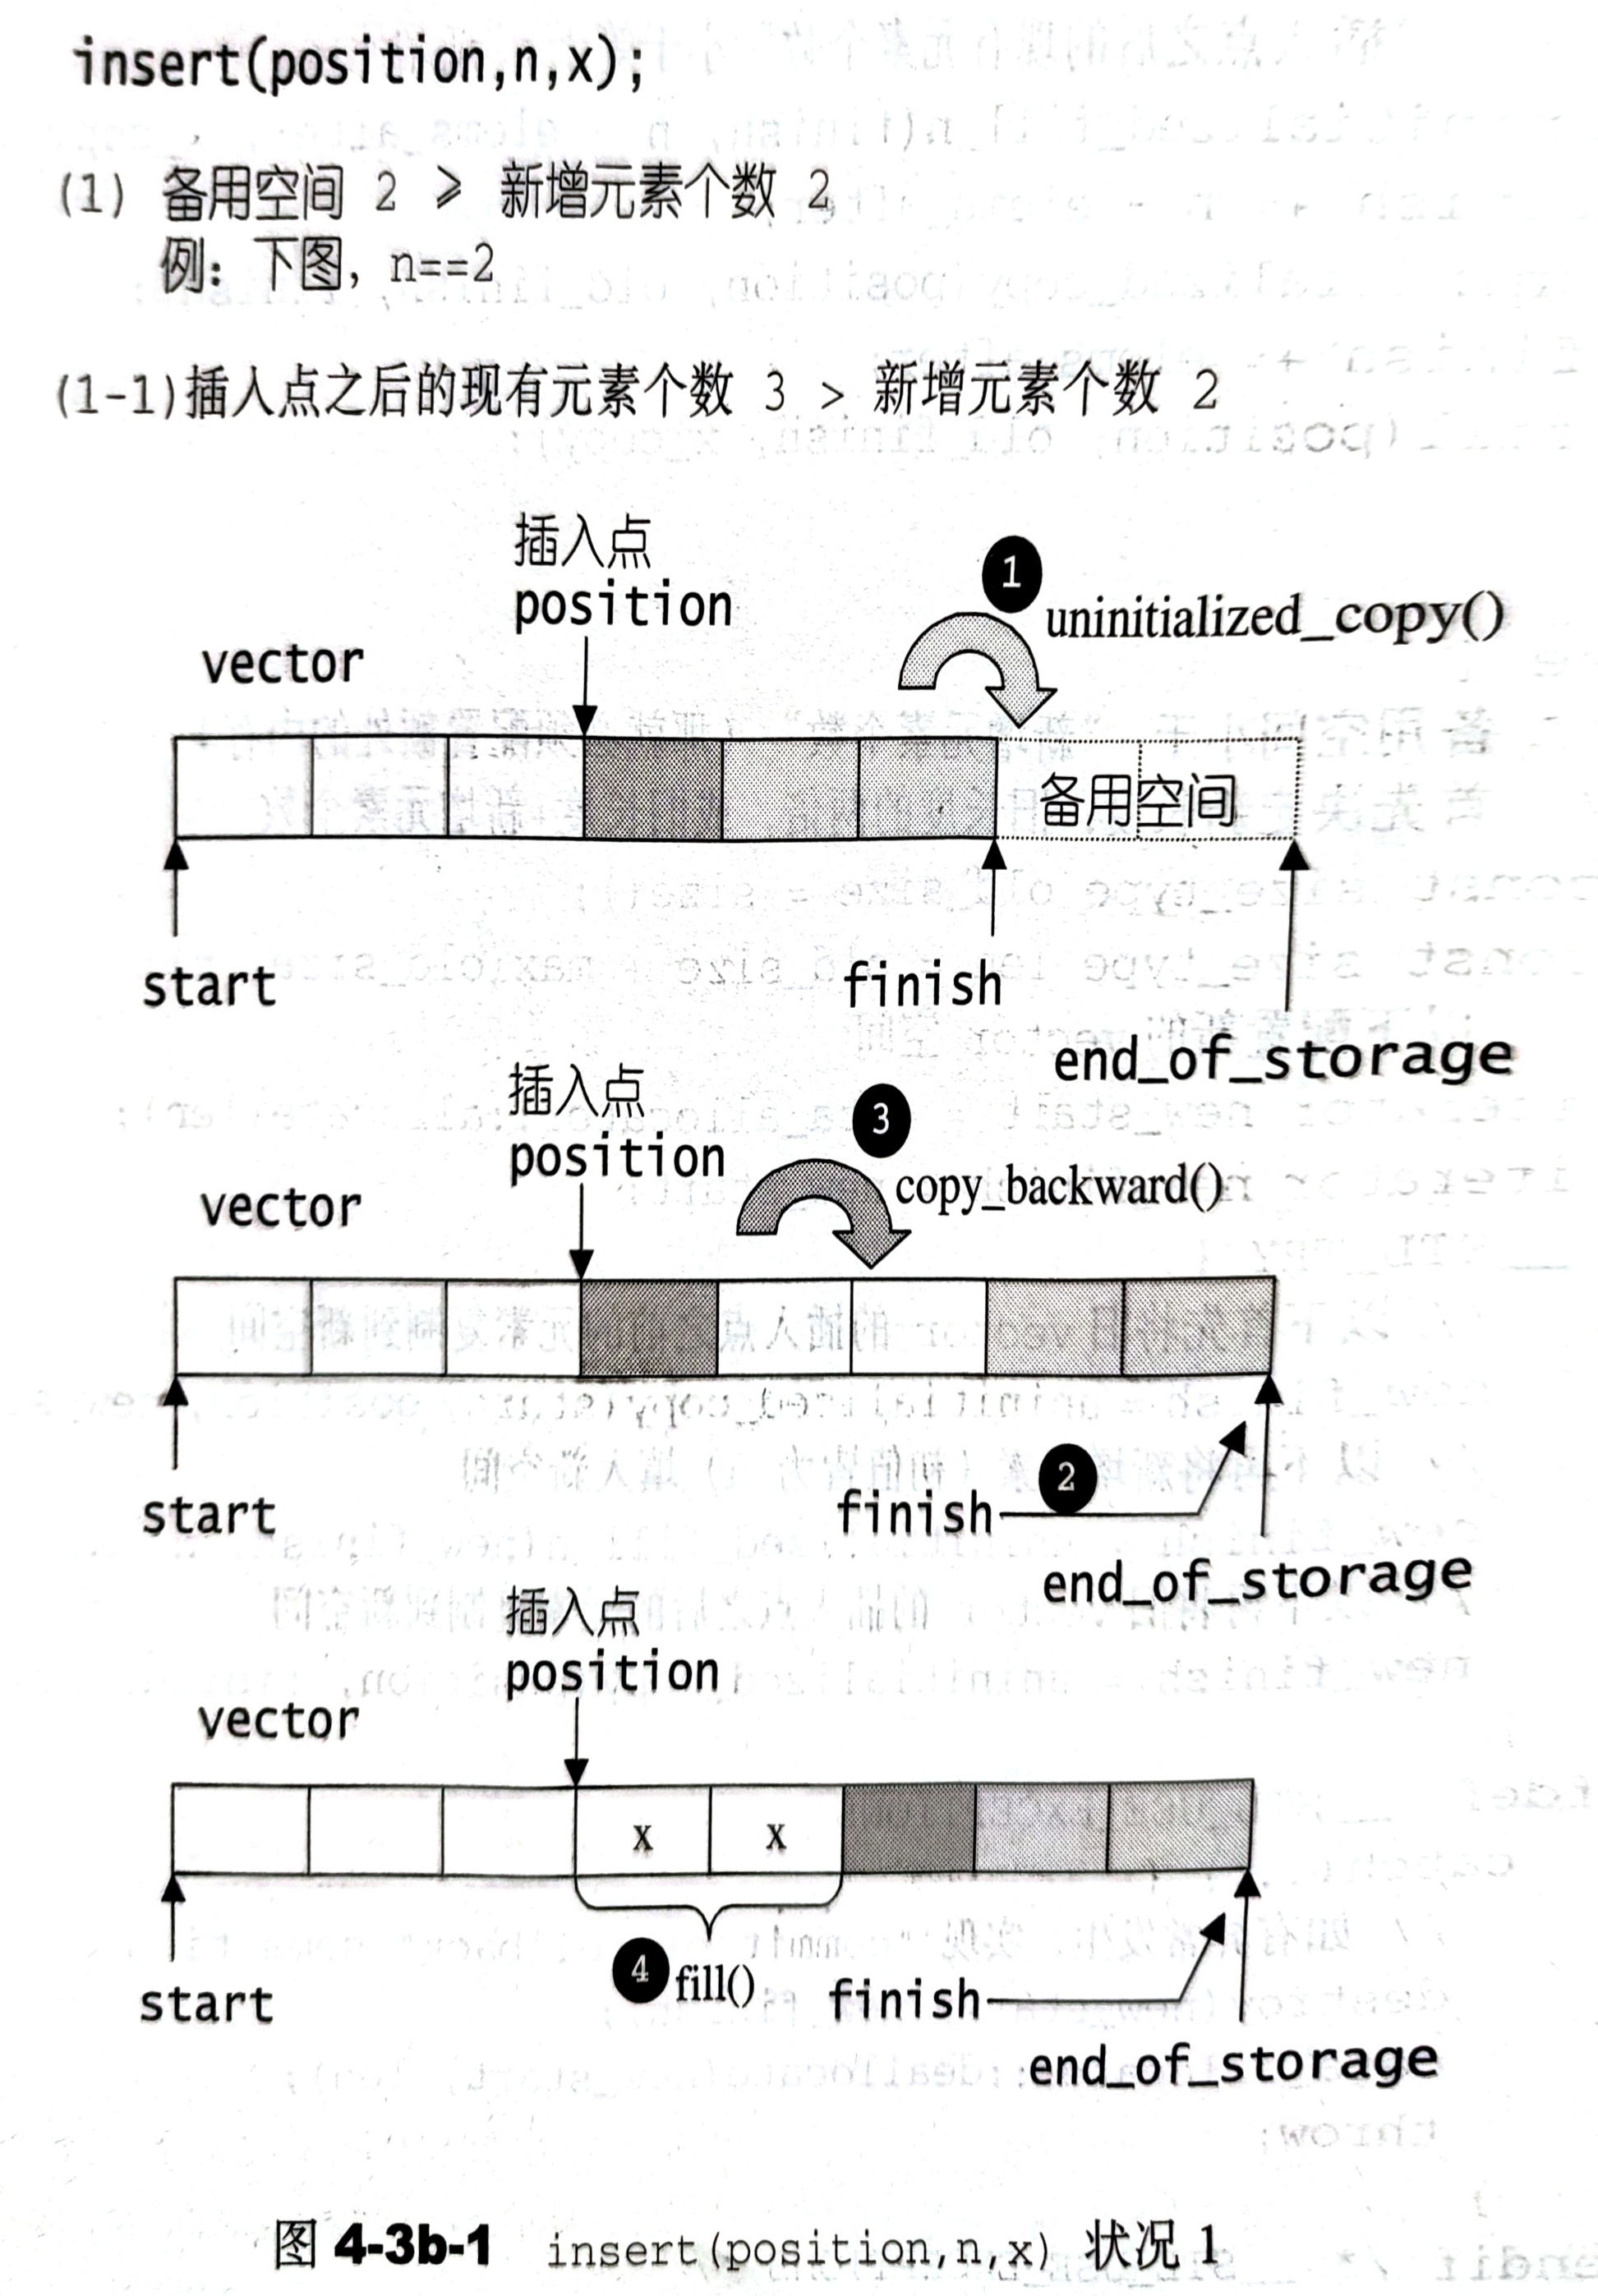 insert(position,n,x);
(1) 备用空间 2 ⩾ 新增元素个数 2
例: 下图, n==2
(1-1)插入点之后的现有元素个数 3 > 新增元素个数 2
插入点
position
1
uninitialized_copy()
vector
备用空间
start
finish
end_of_storage
插入点
position
3
copy_backward()
vector
start
finish
2
end_of_storage
插入点
position
vector
x
x
4
fill()
start
finish
end_of_storage
图 4-3b-1 insert(position,n,x) 状况 1